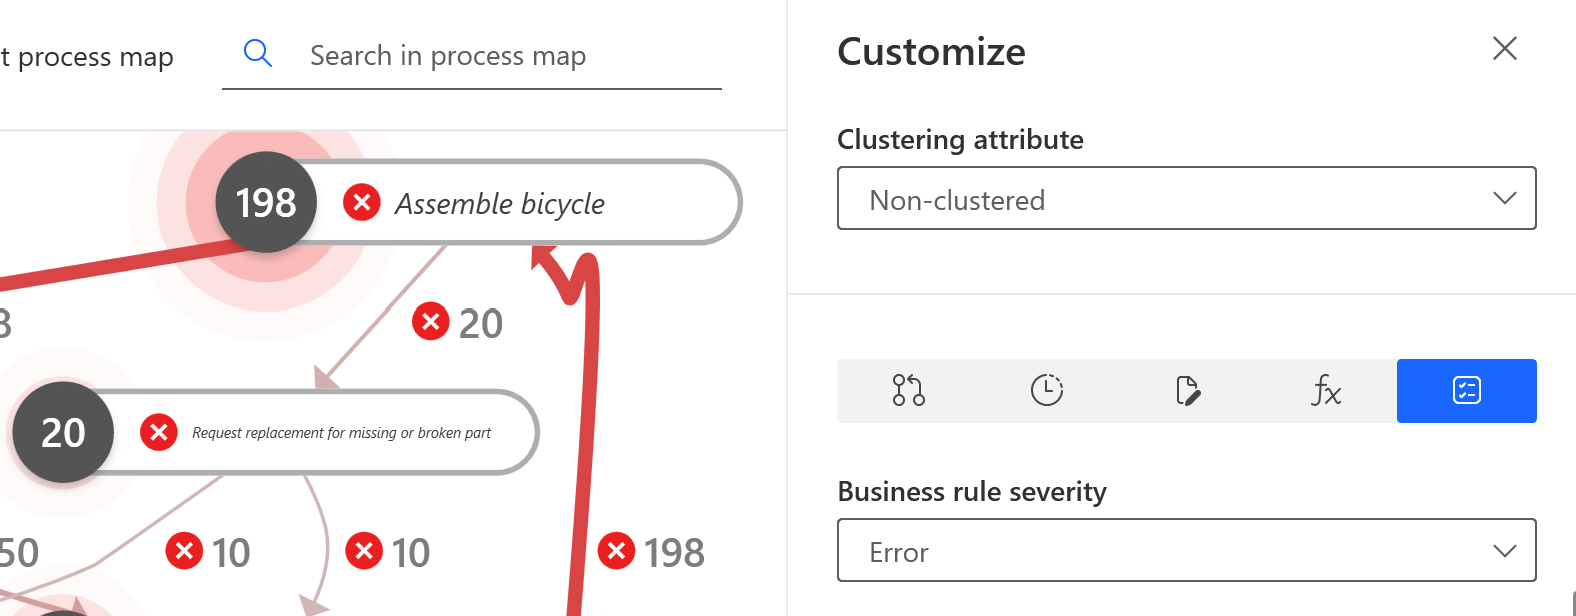 t process map
Search in process map
Customize
Clustering attribute
Non-clustered
198
Assemble bicycle
20
20
Request replacement for missing or broken part
50
10
10
198
fx
Business rule severity
Error